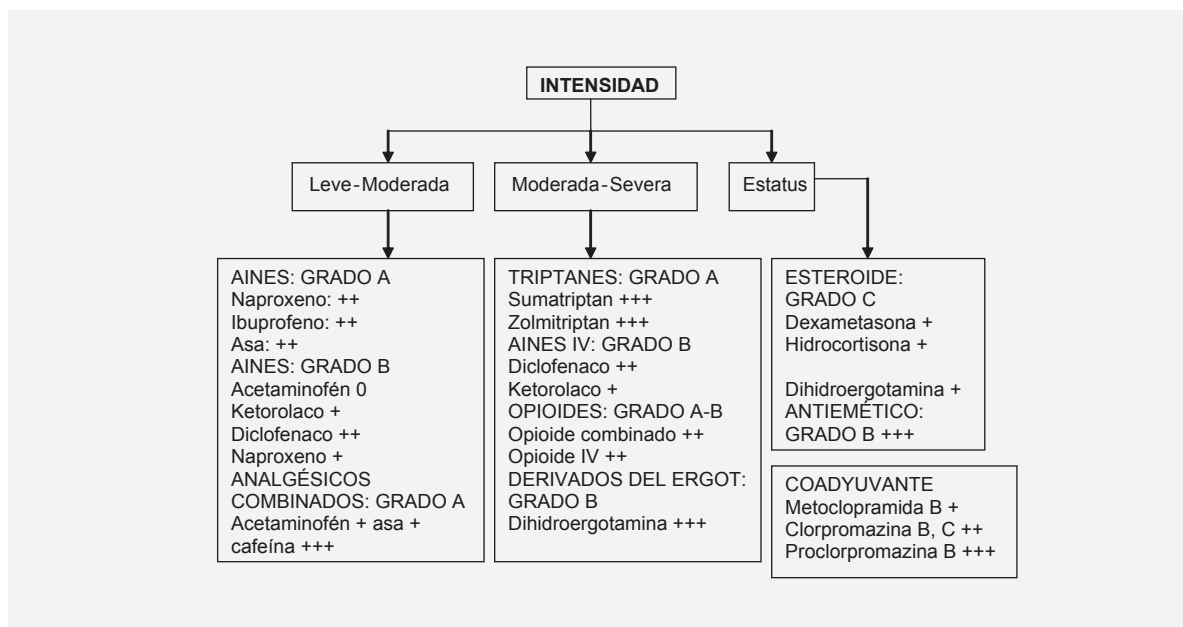 INTENSIDAD
Leve-Moderada
Moderada-Severa
Estatus
AINES: GRADO A
Naproxeno: ++
Ibuprofeno: ++
Asa: ++
AINES: GRADO B
Acetaminofén 0
Ketorolaco +
Diclofenaco ++
Naproxeno +
ANALGÉSICOS
COMBINADOS: GRADO A
Acetaminofén + asa +
cafeína +++
TRIPTANES: GRADO A
Sumatriptan +++
Zolmitriptan +++
AINES IV: GRADO B
Diclofenaco ++
Ketorolaco +
OPIOIDES: GRADO A-B
Opioide combinado ++
Opioide IV ++
DERIVADOS DEL ERGOT:
GRADO B
Dihidroergotamina +++
ESTEROIDE:
GRADO C
Dexametasona +
Hidrocortisona +
Dihidroergotamina +
ANTIEMÉTICO:
GRADO B +++
COADYUVANTE
Metoclopramida B +
Clorpromazina B, C ++
Proclorpromazina B +++